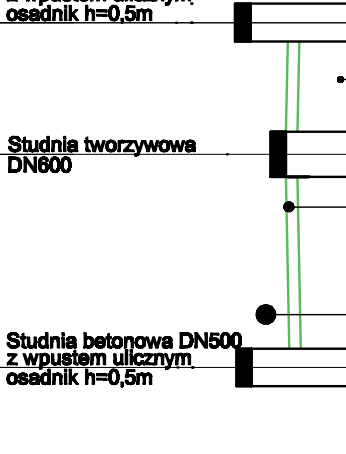 osadnik h=0,5m
Studnia tworzywowa
DN600
Studnia betonowa DN500
z wpustem ulicznym
osadnik h=0,5m